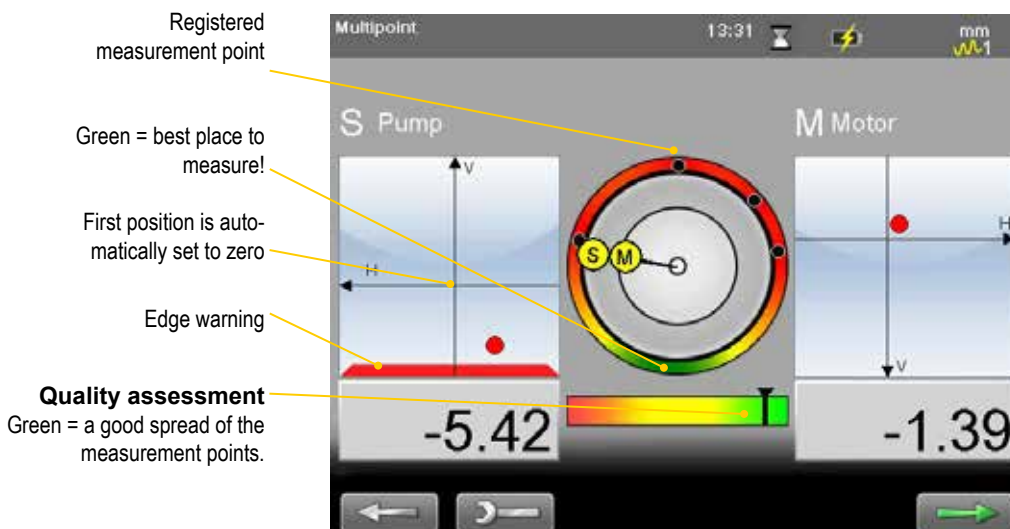 Registered
measurement point
Green = best place to
measure!
First position is auto-
matically set to zero
Edge warning
Quality assessment
Green = a good spread of the
measurement points.
Multipoint
13:31
mm
1
S Pump
M Motor
V
H
S
M
H
V
-5.42
-1.39